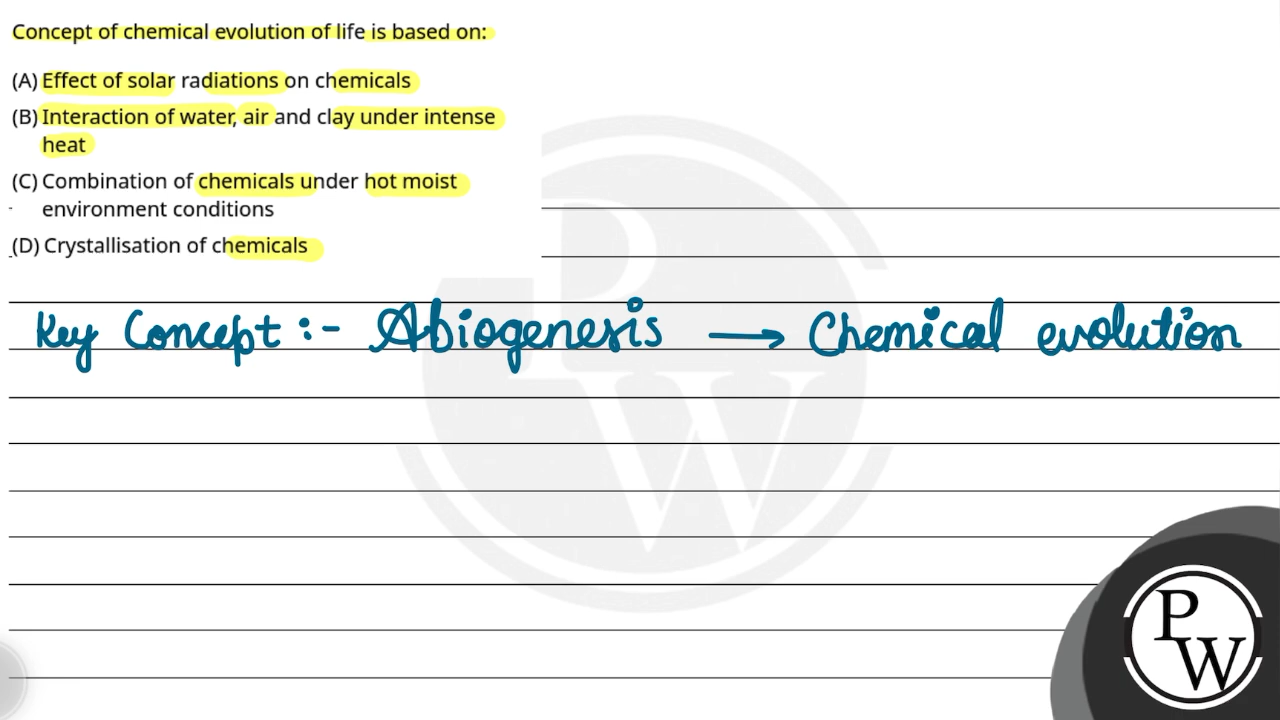 Concept of chemical evolution of life is based on:
(A) Effect of solar radiations on chemicals
(B) Interaction of water, air and clay under intense
heat
(C) Combination of chemicals under hot moist
environment conditions
(D) Crystallisation of chemicals
Key Concept :- Abiogenesis → Chemical evolution
PW
PW